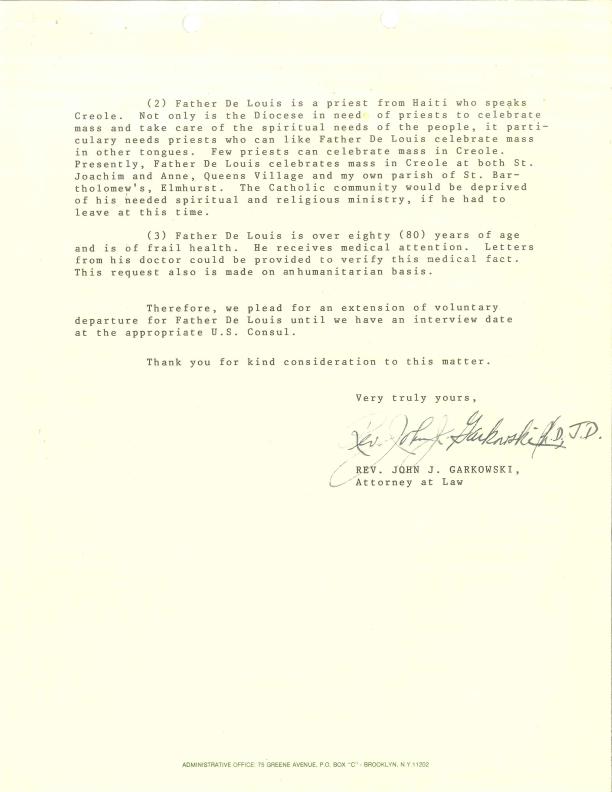 (2) Father De Louis is a priest from Haiti who speaks
Creole. Not only is the Diocese in need of priests to celebrate
mass and take care of the spiritual needs of the people, it parti-
culary needs priests who can like Father De Louis celebrate mass
in other tongues. Few priests can celebrate mass in Creole.
Presently, Father De Louis celebrates mass in Creole at both St.
Joachim and Anne, Queens Village and my own parish of St. Bar-
tholomew's, Elmhurst. The Catholic community would be deprived
of his needed spiritual and religious ministry, if he had to
leave at this time.
(3) Father De Louis is over eighty (80) years of age
and is of frail health. He receives medical attention. Letters
from his doctor could be provided to verify this medical fact.
This request also is made on anhumanitarian basis.
Therefore, we plead for an extension of voluntary
departure for Father De Louis until we have an interview date
at the appropriate U.S. Consul.
Thank you for kind consideration to this matter.
Very truly yours,
Rev. John J. Garkowski, Ph.D., J.D.
REV. JOHN J. GARKOWSKI,
Attorney at Law
ADMINISTRATIVE OFFICE: 75 GREENE AVENUE, P.O. BOX "C" - BROOKLYN, N.Y. 11202